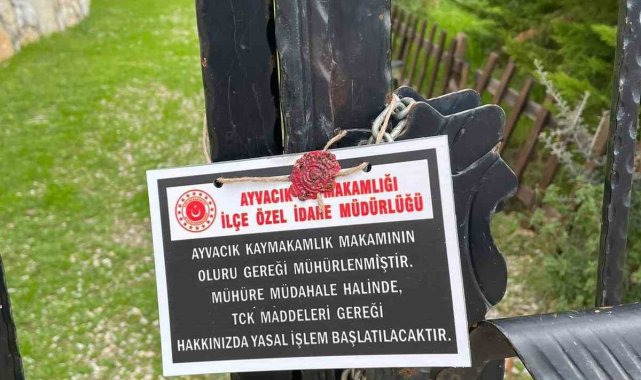 AYVACIK MAKAMLIĞI
İLÇE ÖZEL İDARE MÜDÜRLÜĞÜ
AYVACIK KAYMAKAMLIK MAKAMININ
OLURU GEREĞİ MÜHÜRLENMİŞTİR.
MÜHÜRE MÜDAHALE HALİNDE,
TCK MADDELERİ GEREĞİ
HAKKINIZDA YASAL İŞLEM BAŞLATILACAKTIR.